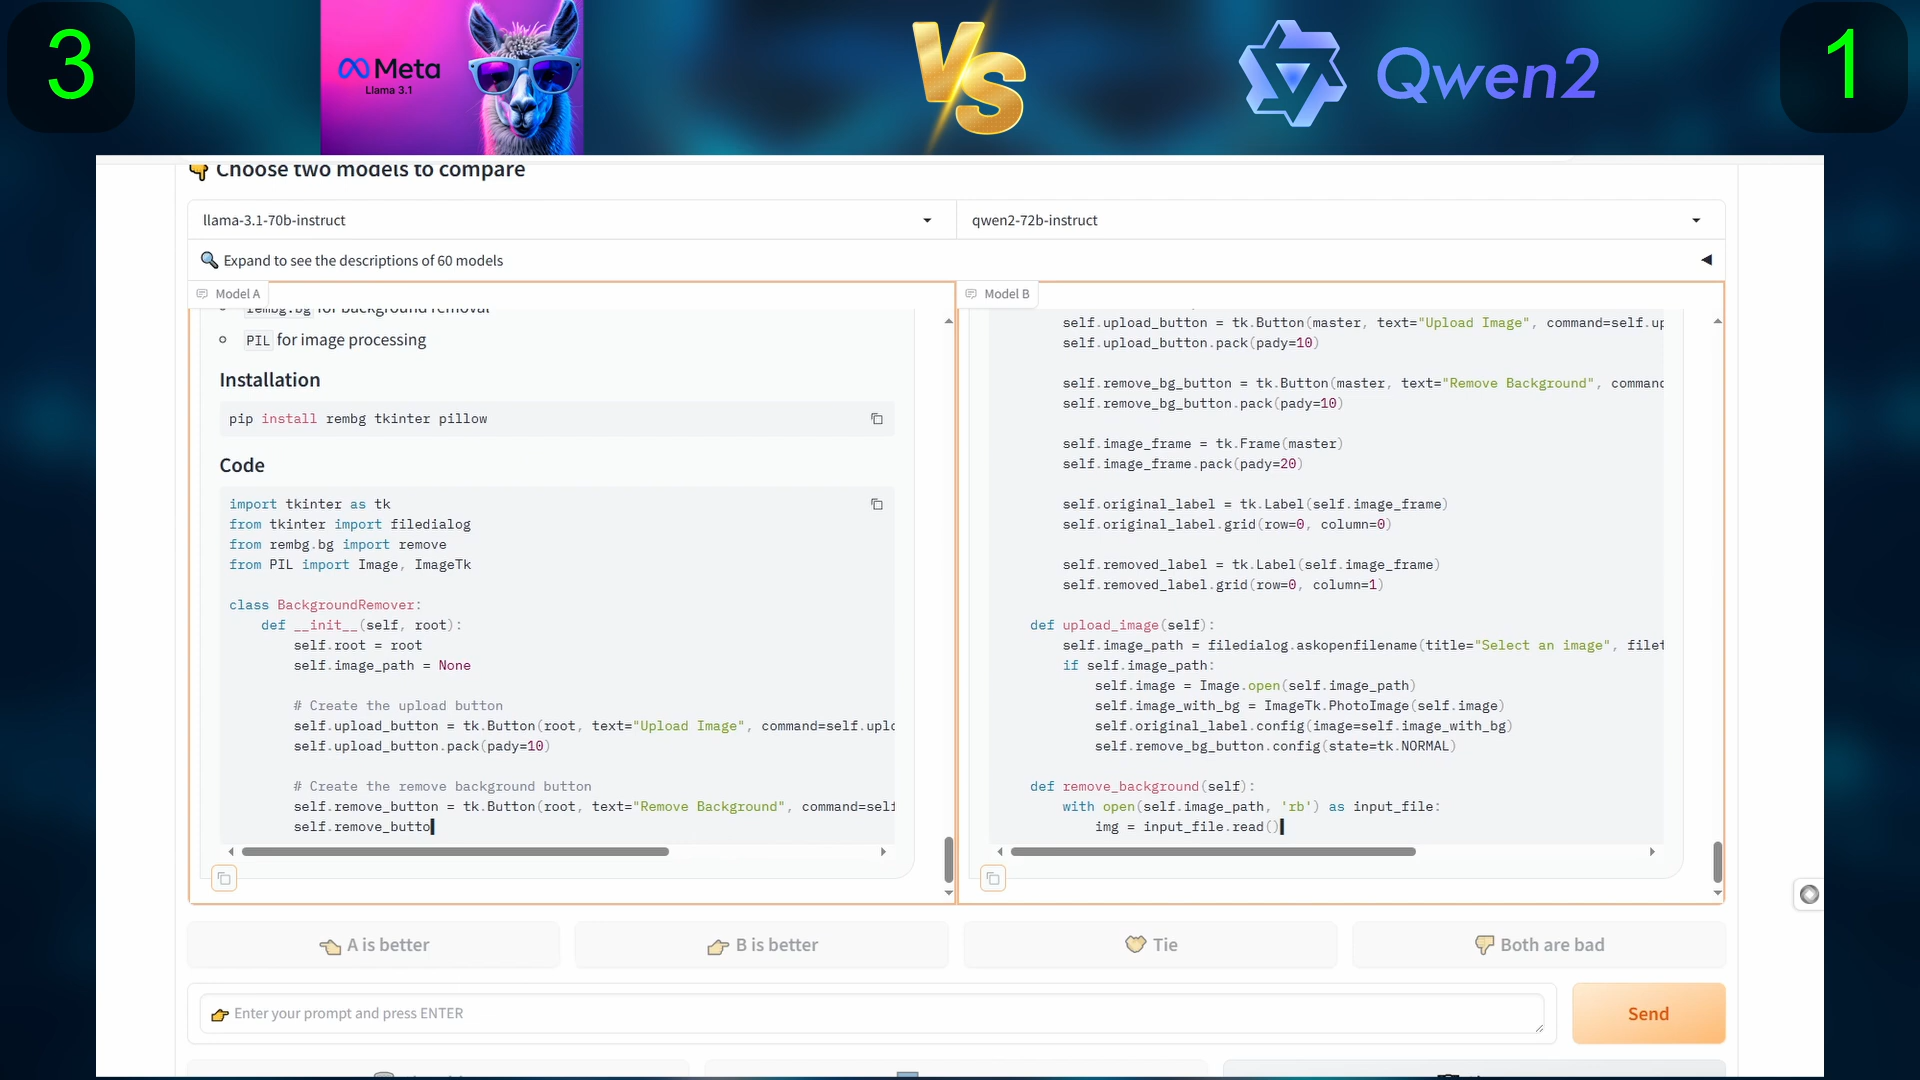 3
Meta
Llama 3.1
VS
Qwen2
1
Choose two models to compare
llama-3.1-70b-instruct
qwen2-72b-instruct
Expand to see the descriptions of 60 models
Model A
rembg.bg for background removal
PIL for image processing
Installation
pip install rembg tkinter pillow
Code
import tkinter as tk
from tkinter import filedialog
from rembg.bg import remove
from PIL import Image, ImageTk
class BackgroundRemover:
def __init__(self, root):
self.root = root
self.image_path = None
# Create the upload button
self.upload_button = tk.Button(root, text="Upload Image", command=self.uplo
self.upload_button.pack(pady=10)
# Create the remove background button
self.remove_button = tk.Button(root, text="Remove Background", command=self
self.remove_butto
Model B
self.upload_button = tk.Button(master, text="Upload Image", command=self.up
self.upload_button.pack(pady=10)
self.remove_bg_button = tk.Button(master, text="Remove Background", command
self.remove_bg_button.pack(pady=10)
self.image_frame = tk.Frame(master)
self.image_frame.pack(pady=20)
self.original_label = tk.Label(self.image_frame)
self.original_label.grid(row=0, column=0)
self.removed_label = tk.Label(self.image_frame)
self.removed_label.grid(row=0, column=1)
def upload_image(self):
self.image_path = filedialog.askopenfilename(title="Select an image", filet
if self.image_path:
self.image = Image.open(self.image_path)
self.image_with_bg = ImageTk.PhotoImage(self.image)
self.original_label.config(image=self.image_with_bg)
self.remove_bg_button.config(state=tk.NORMAL)
def remove_background(self):
with open(self.image_path, 'rb') as input_file:
img = input_file.read()
A is better
B is better
Tie
Both are bad
Enter your prompt and press ENTER
Send